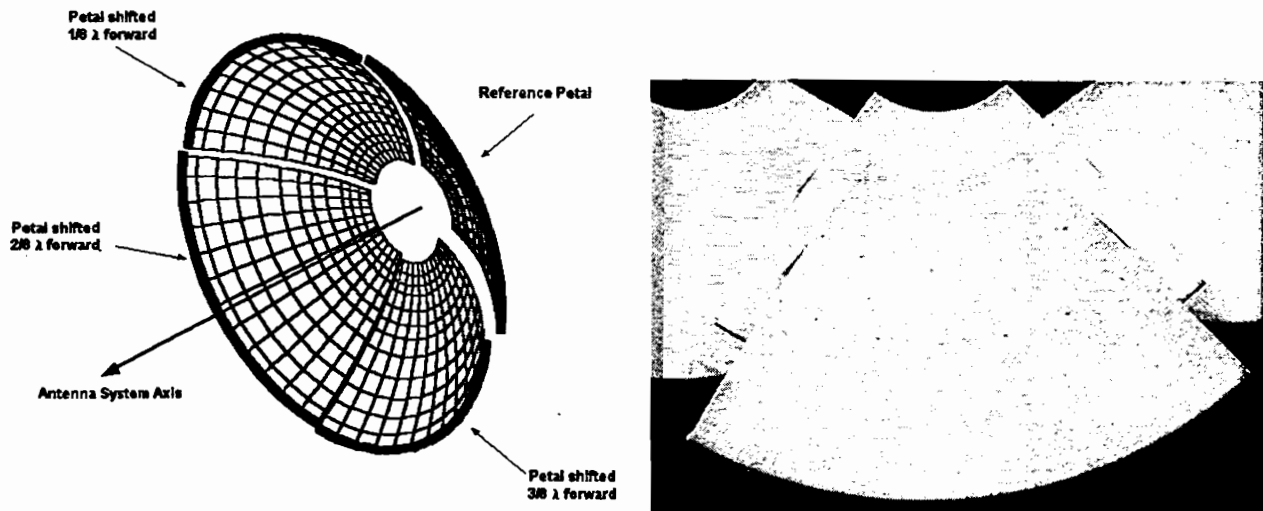 Petal shifted
1/8 λ forward
Reference Petal
Petal shifted
2/8 λ forward
Antenna System Axis
Petal shifted
3/8 λ forward